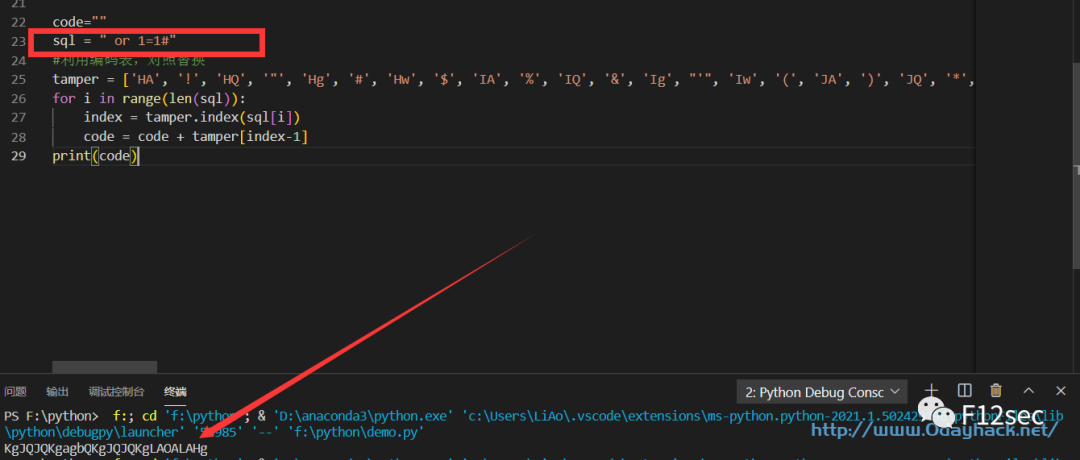 21
22 code=""
23 sql = " or 1=1#"
24 #利用编码表，对照替换
25 tamper = ['HA', '!', 'HQ', '"', 'Hg', '#', 'Hw', '$', 'IA', '%', 'IQ', '&', 'Ig', "'", 'Iw', '(', 'JA', ')', 'JQ', '*',
26 for i in range(len(sql)):
27 index = tamper.index(sql[i])
28 code = code + tamper[index-1]
29 print(code)
问题 输出 调试控制台 终端 2: Python Debug Consc
PS F:\python> f:; cd 'f:\python'; & 'D:\anaconda3\python.exe' 'c:\Users\LiAo\.vscode\extensions\ms-python.python-2021.1.50242
\python\debugpy\launcher' '985' '--' 'f:\python\demo.py'
KgJQJQKgagbQKgJQJQKgLAOALAHg
F12sec
http://www.0dayhack.net/